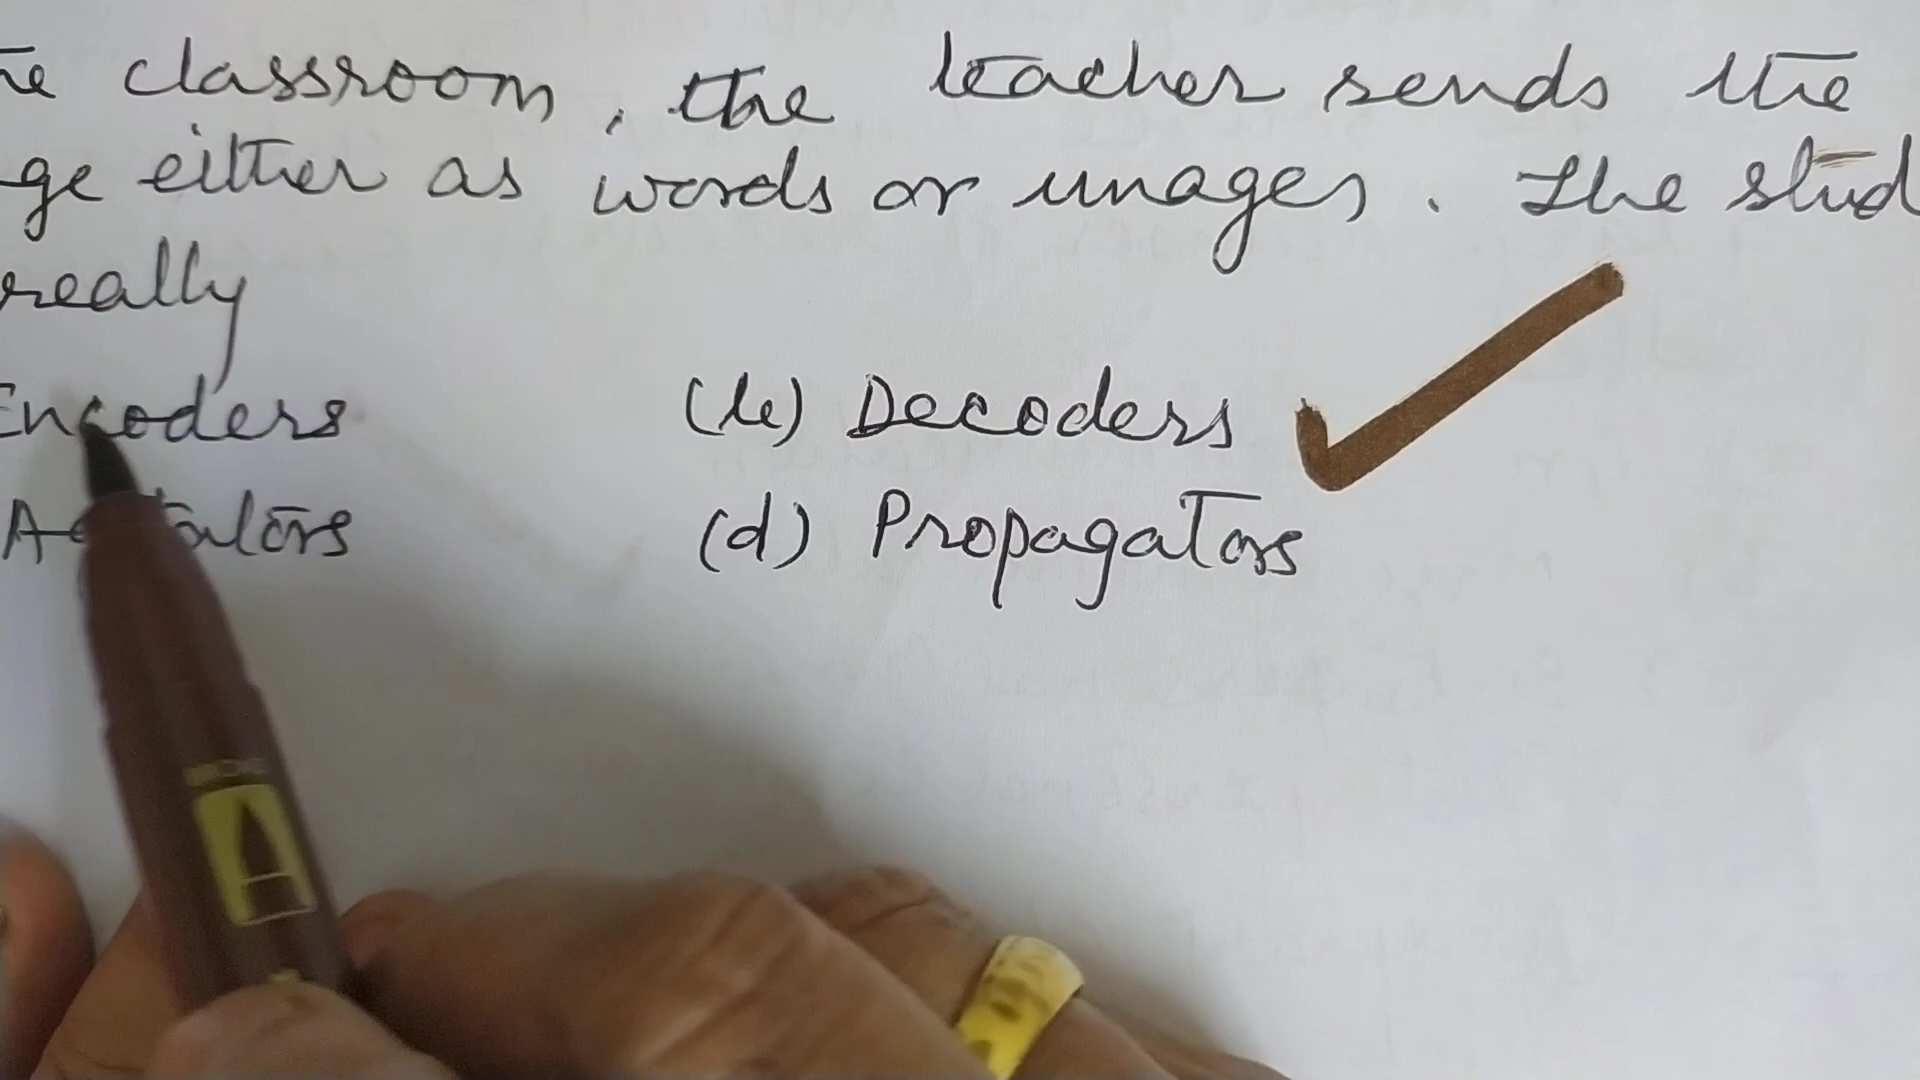 classroom, the teacher sends the
ge either as words or images. The stud
really
Encoders (b) Decoders
(d) Propagators